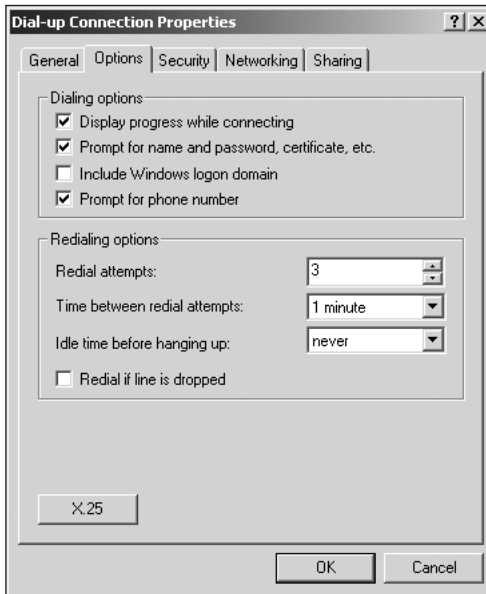 Dial-up Connection Properties
General Options Security Networking Sharing
Dialing options
Display progress while connecting
Prompt for name and password, certificate, etc.
Include Windows logon domain
Prompt for phone number
Redialing options
Redial attempts: 3
Time between redial attempts: 1 minute
Idle time before hanging up: never
Redial if line is dropped
X.25
OK Cancel